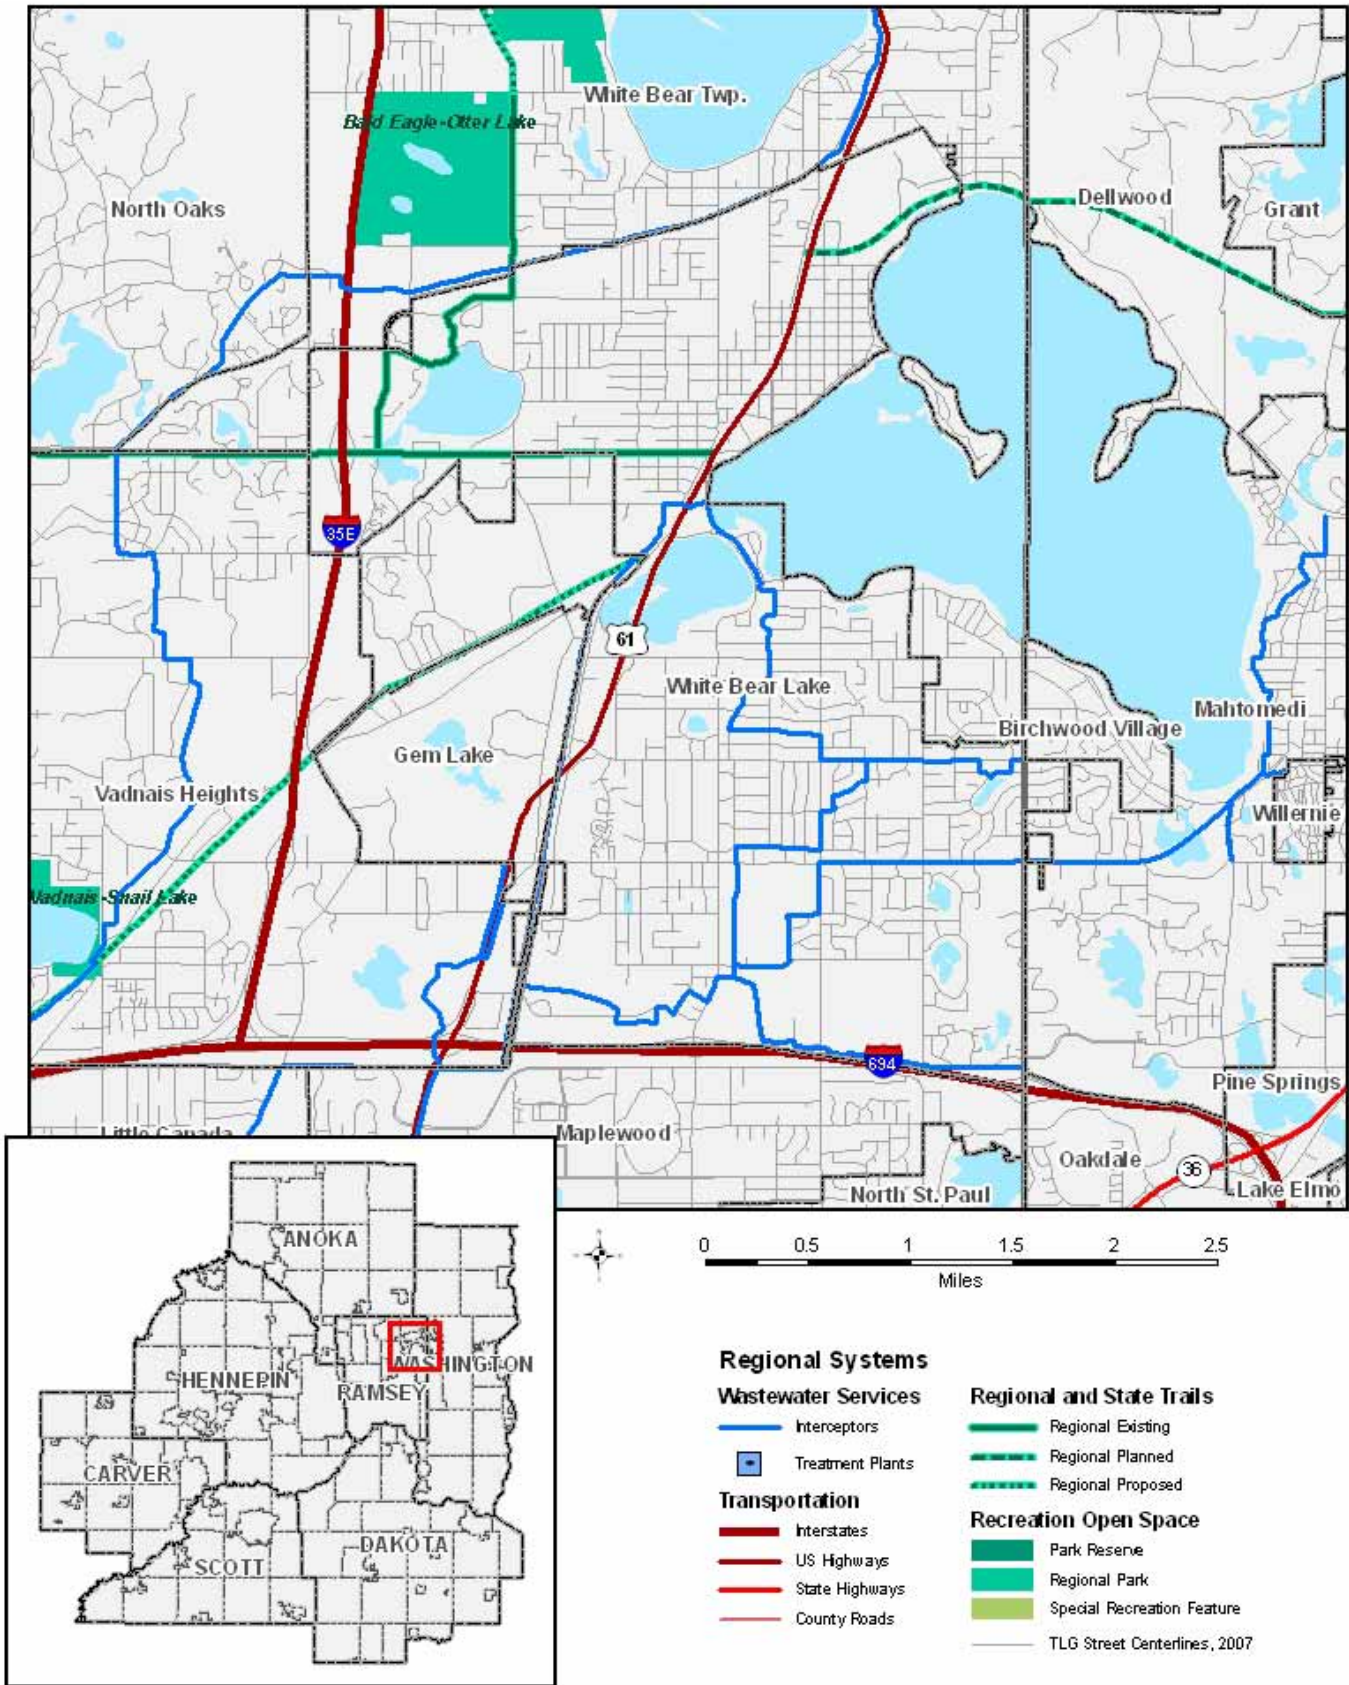 White Bear Twp.
Bald Eagle-Otter Lake
North Oaks
Dellwood
Grant
35E
61
White Bear Lake
Mahtomedi
Birchwood Village
Gem Lake
Vadnais Heights
Willernie
Vadnais-Snail Lake
694
Pine Springs
Little Canada
Maplewood
Oakdale
36
North St. Paul
Lake Elmo
ANOKA
WASHINGTON
HENNEPIN
RAMSEY
CARVER
DAKOTA
SCOTT
0 0.5 1 1.5 2 2.5
Miles
Regional Systems
Wastewater Services
Interceptors
Treatment Plants
Transportation
Interstates
US Highways
State Highways
County Roads
Regional and State Trails
Regional Existing
Regional Planned
Regional Proposed
Recreation Open Space
Park Reserve
Regional Park
Special Recreation Feature
TLG Street Centerlines, 2007